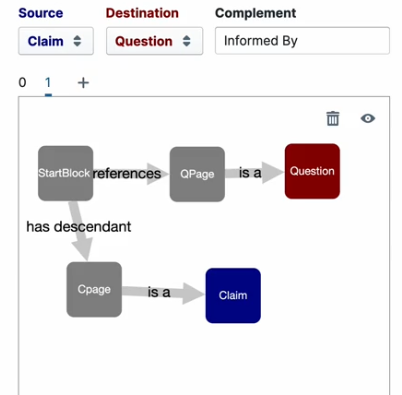 Source Destination Complement
Claim Question Informed By
0 1 +
StartBlock references QPage is a Question
has descendant
Cpage is a Claim